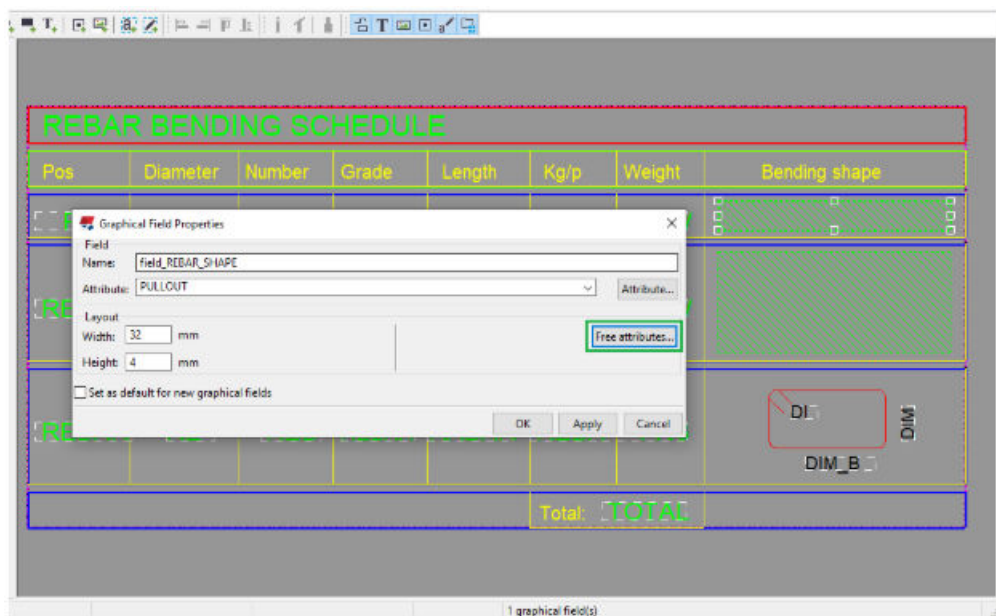 REBAR BENDING SCHEDULE
Pos Diameter Number Grade Length Kg/p Weight Bending shape
Graphical Field Properties
Field
Name: field_REBAR_SHAPE
Attribute: PULLOUT Attribute...
Layout
Width: 32 mm Free attributes...
Height: 4 mm
Set as default for new graphical fields
OK Apply Cancel
DI
DIM
DIM_B
Total: TOTAL
1 graphical field(s)